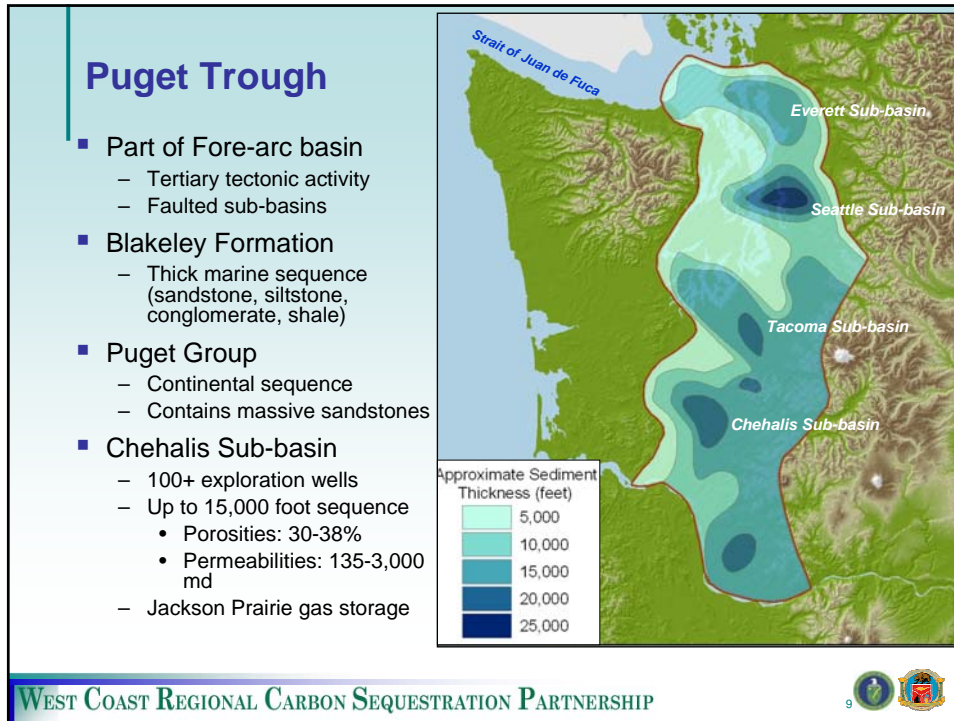 Puget Trough
▪ Part of Fore-arc basin
– Tertiary tectonic activity
– Faulted sub-basins
▪ Blakeley Formation
– Thick marine sequence
(sandstone, siltstone,
conglomerate, shale)
▪ Puget Group
– Continental sequence
– Contains massive sandstones
▪ Chehalis Sub-basin
– 100+ exploration wells
– Up to 15,000 foot sequence
• Porosities: 30-38%
• Permeabilities: 135-3,000
md
– Jackson Prairie gas storage
Strait of Juan de Fuca
Everett Sub-basin
Seattle Sub-basin
Tacoma Sub-basin
Chehalis Sub-basin
Approximate Sediment
Thickness (feet)
5,000
10,000
15,000
20,000
25,000
WEST COAST REGIONAL CARBON SEQUESTRATION PARTNERSHIP
9